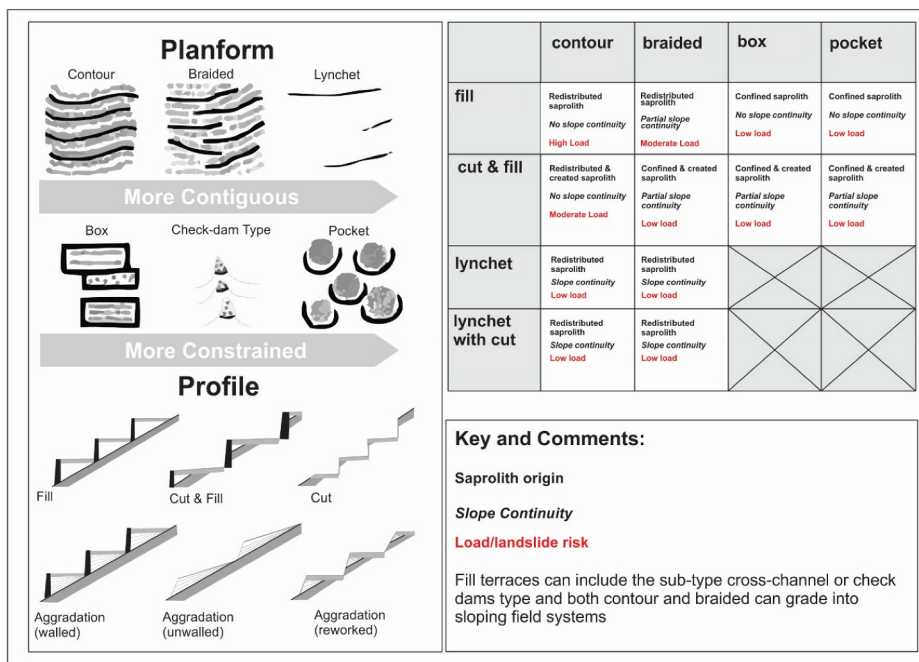 Planform
Contour
Braided
Lynchet
More Contiguous
Box
Check-dam Type
Pocket
More Constrained
Profile
Fill
Cut & Fill
Cut
Aggradation
(walled)
Aggradation
(unwalled)
Aggradation
(reworked)
contour
braided
box
pocket
fill
Redistributed
saprolith
No slope continuity
High Load
Redistributed
saprolith
Partial slope
continuity
Moderate Load
Confined saprolith
No slope continuity
Low load
Confined saprolith
No slope continuity
Low load
cut & fill
Redistributed &
created saprolith
No slope continuity
Moderate Load
Confined & created
saprolith
Partial slope
continuity
Low load
Confined & created
saprolith
Partial slope
continuity
Low load
Confined & created
saprolith
Partial slope
continuity
Low load
lynchet
Redistributed
saprolith
Slope continuity
Low load
Redistributed
saprolith
Slope continuity
Low load
lynchet
with cut
Redistributed
saprolith
Slope continuity
Low load
Redistributed
saprolith
Slope continuity
Low load
Key and Comments:
Saprolith origin
Slope Continuity
Load/landslide risk
Fill terraces can include the sub-type cross-channel or check
dams type and both contour and braided can grade into
sloping field systems